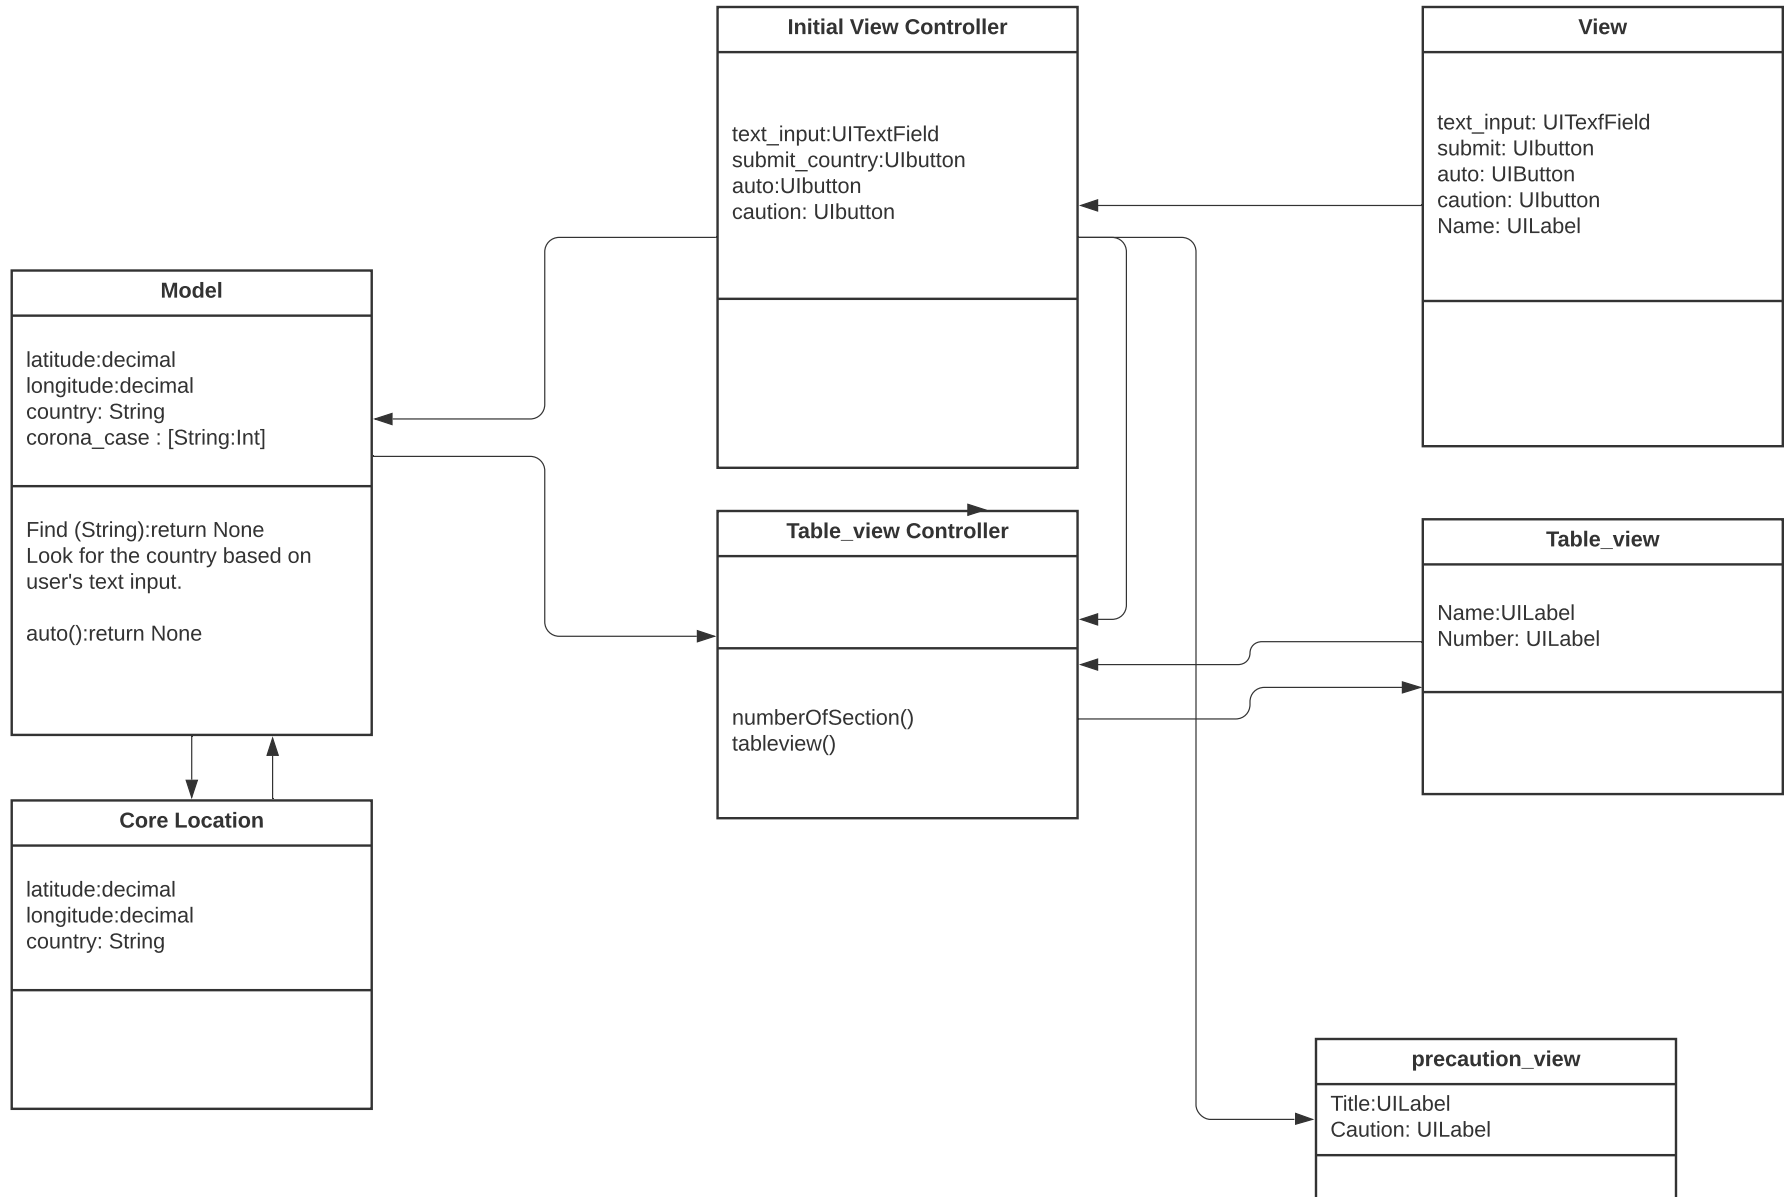 Initial View Controller
text_input:UITextField
submit_country:UIbutton
auto:UIbutton
caution: UIbutton
View
text_input: UITexfField
submit: UIbutton
auto: UIButton
caution: UIbutton
Name: UILabel
Model
latitude:decimal
longitude:decimal
country: String
corona_case : [String:Int]
Find (String):return None
Look for the country based on
user's text input.
auto():return None
Table_view Controller
numberOfSection()
tableview()
Table_view
Name:UILabel
Number: UILabel
Core Location
latitude:decimal
longitude:decimal
country: String
precaution_view
Title:UILabel
Caution: UILabel